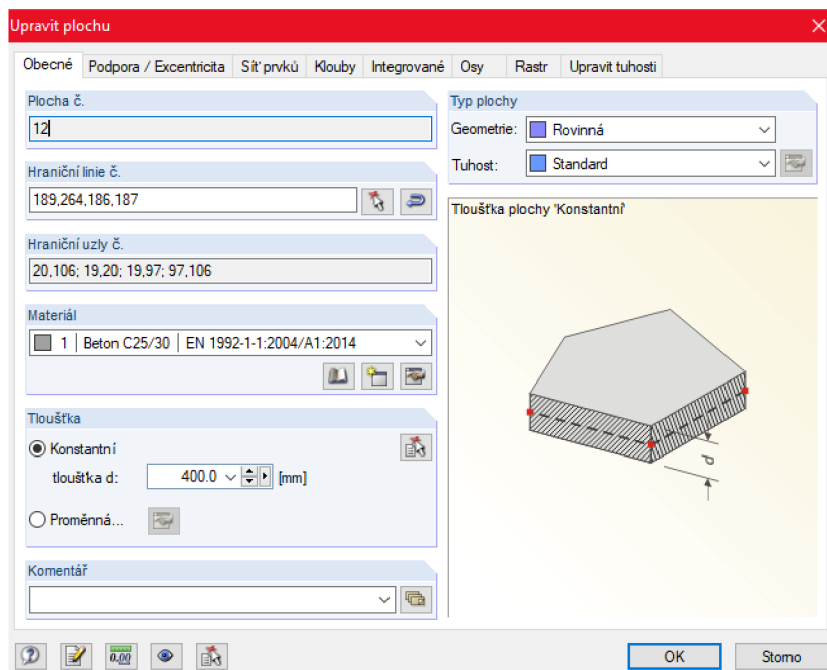 Upravit plochu
Obecné Podpora / Excentricita Síť prvků Klouby Integrované Osy Rastr Upravit tuhosti
Plocha č.
12
Hraniční linie č.
189,264,186,187
Hraniční uzly č.
20,106; 19,20; 19,97; 97,106
Materiál
1 Beton C25/30 EN 1992-1-1:2004/A1:2014
Tloušťka
Konstantní
tloušťka d: 400.0 [mm]
Proměnná...
Komentář
Typ plochy
Geometrie: Rovinná
Tuhost: Standard
Tloušťka plochy 'Konstantní'
d
0.00
OK Storno